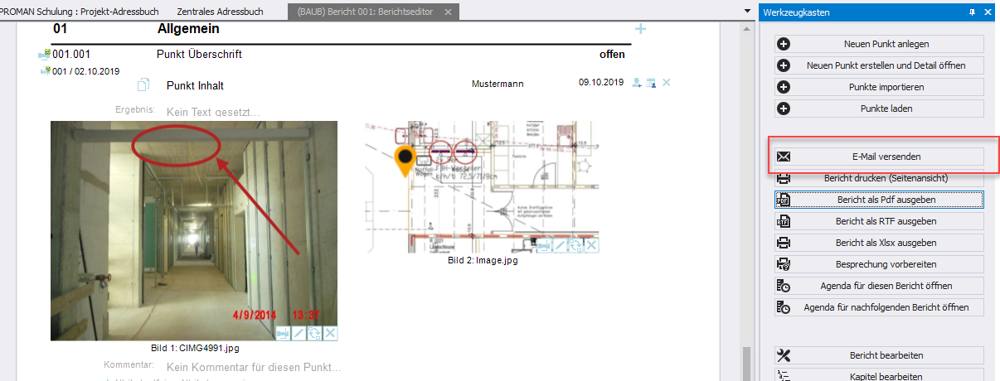 PROMAN Schulung : Projekt-Adressbuch
Zentrales Adressbuch
(BAUB) Bericht 001: Berichtseditor
01 Allgemein
001.001 Punkt Überschrift offen
001 / 02.10.2019
Punkt Inhalt Mustermann 09.10.2019
Ergebnis: Kein Text gesetzt...
4/9/2014 13:37
Bild 1: CIMG4991.jpg
Bild 2: Image.jpg
Kommentar: Kein Kommentar für diesen Punkt...
Werkzeugkasten
Neuen Punkt anlegen
Neuen Punkt erstellen und Detail öffnen
Punkte importieren
Punkte laden
E-Mail versenden
Bericht drucken (Seitenansicht)
Bericht als Pdf ausgeben
Bericht als RTF ausgeben
Bericht als Xlsx ausgeben
Besprechung vorbereiten
Agenda für diesen Bericht öffnen
Agenda für nachfolgenden Bericht öffnen
Bericht bearbeiten
Kapitel bearbeiten